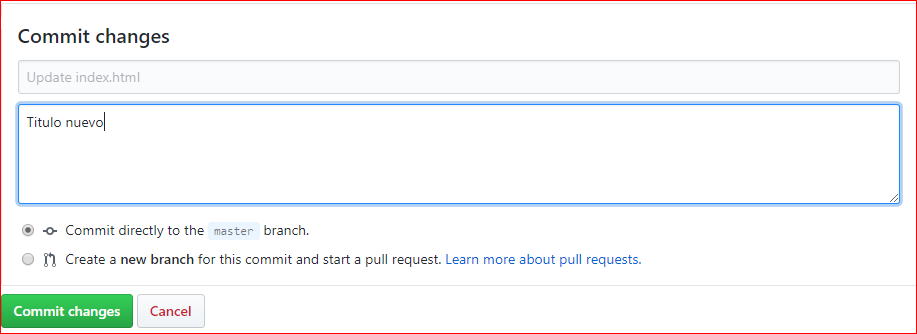 Commit changes
Update index.html
Titulo nuevo
Commit directly to the master branch.
Create a new branch for this commit and start a pull request. Learn more about pull requests.
Commit changes Cancel